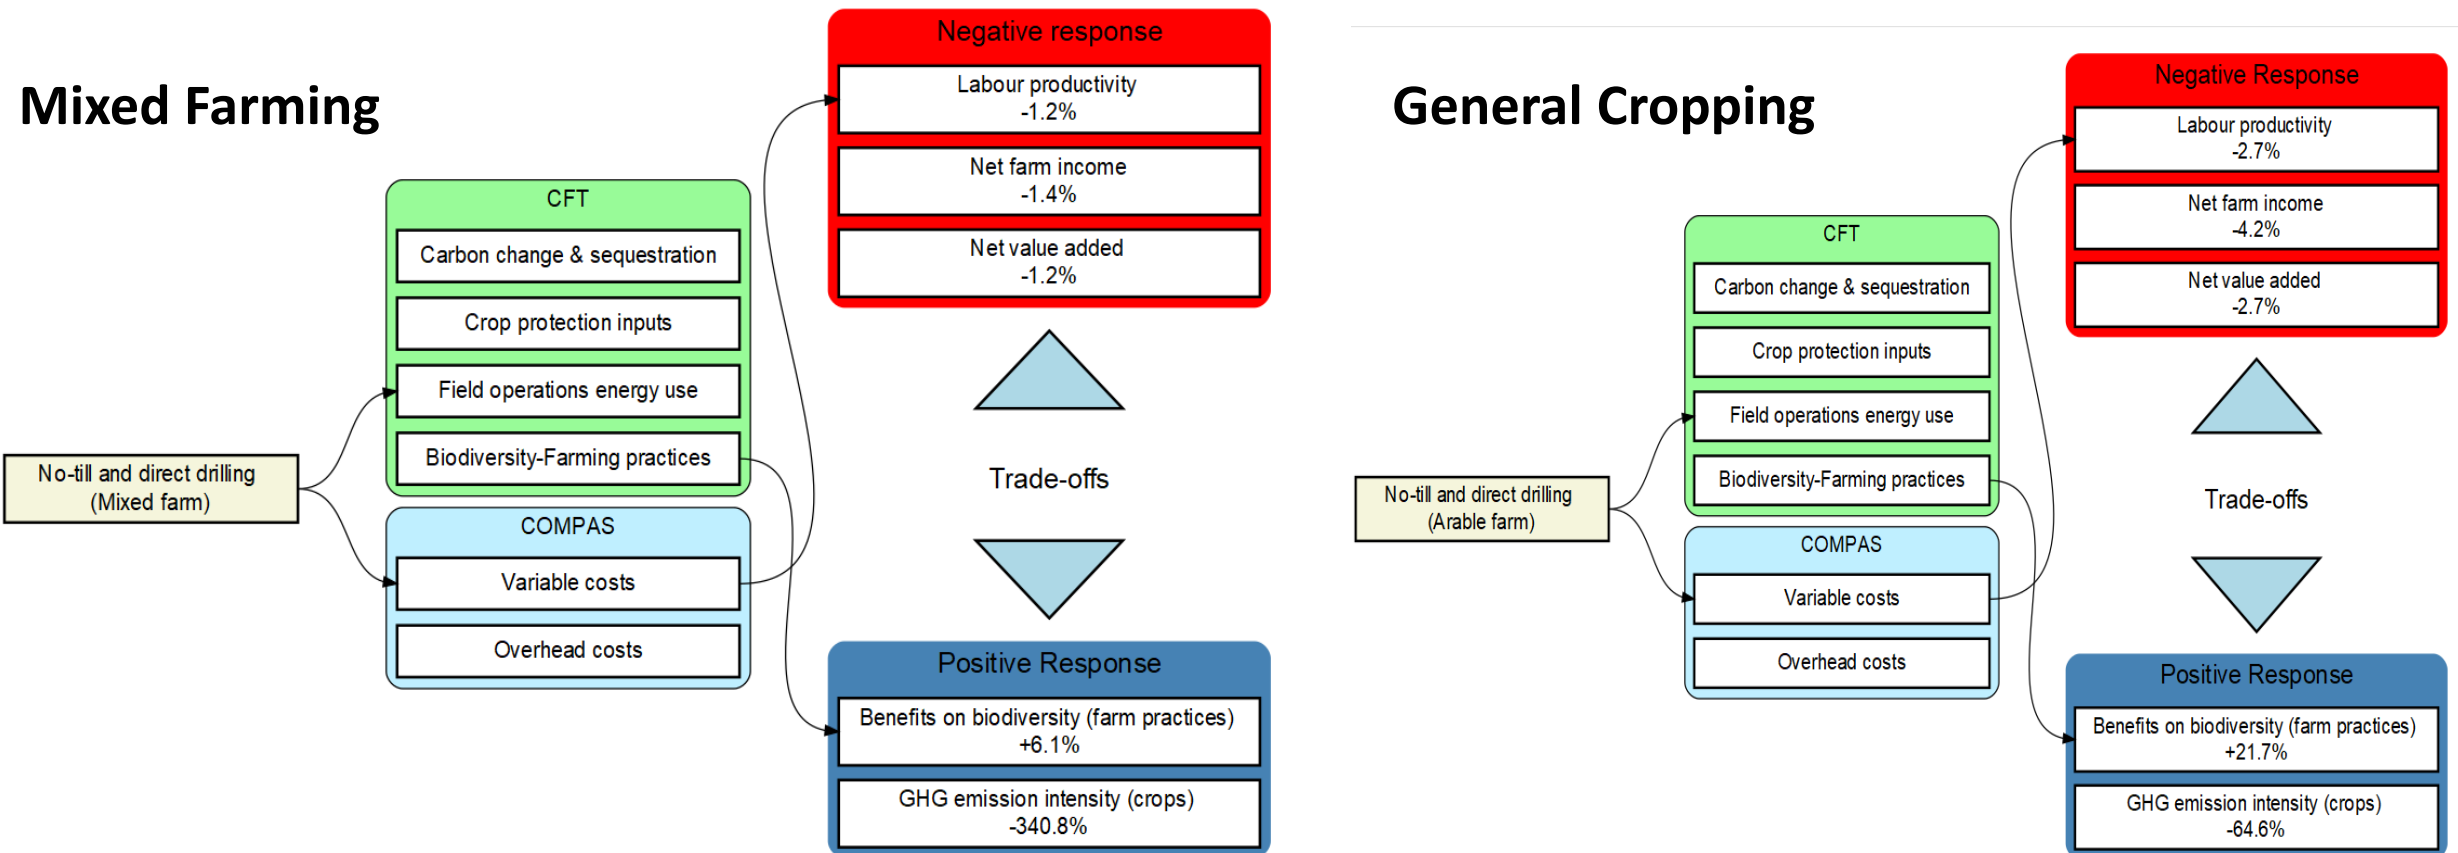 Mixed Farming
No-till and direct drilling
(Mixed farm)
CFT
Carbon change & sequestration
Crop protection inputs
Field operations energy use
Biodiversity-Farming practices
COMPAS
Variable costs
Overhead costs
Negative response
Labour productivity
-1.2%
Net farm income
-1.4%
Net value added
-1.2%
Trade-offs
Positive Response
Benefits on biodiversity (farm practices)
+6.1%
GHG emission intensity (crops)
-340.8%
General Cropping
No-till and direct drilling
(Arable farm)
CFT
Carbon change & sequestration
Crop protection inputs
Field operations energy use
Biodiversity-Farming practices
COMPAS
Variable costs
Overhead costs
Negative Response
Labour productivity
-2.7%
Net farm income
-4.2%
Net value added
-2.7%
Trade-offs
Positive Response
Benefits on biodiversity (farm practices)
+21.7%
GHG emission intensity (crops)
-64.6%